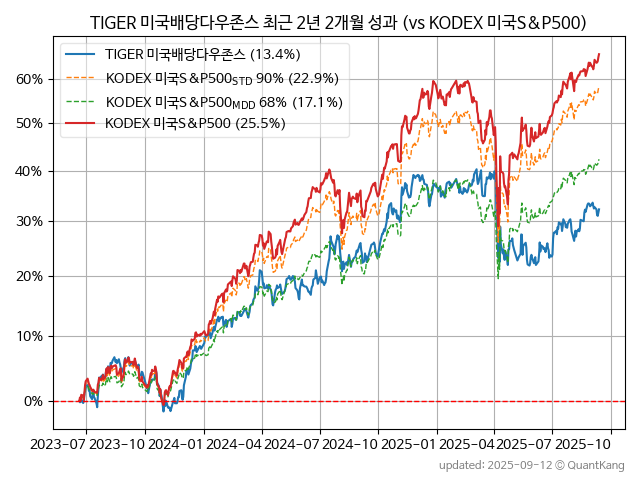 TIGER 미국배당다우존스 최근 2년 2개월 성과 (vs KODEX 미국S&P500)
TIGER 미국배당다우존스 (13.4%)
KODEX 미국S&P500STD 90% (22.9%)
KODEX 미국S&P500MDD 68% (17.1%)
KODEX 미국S&P500 (25.5%)
60%
50%
40%
30%
20%
10%
0%
2023-07 2023-10 2024-01 2024-04 2024-07 2024-10 2025-01 2025-04 2025-07 2025-10
updated: 2025-09-12 © QuantKang